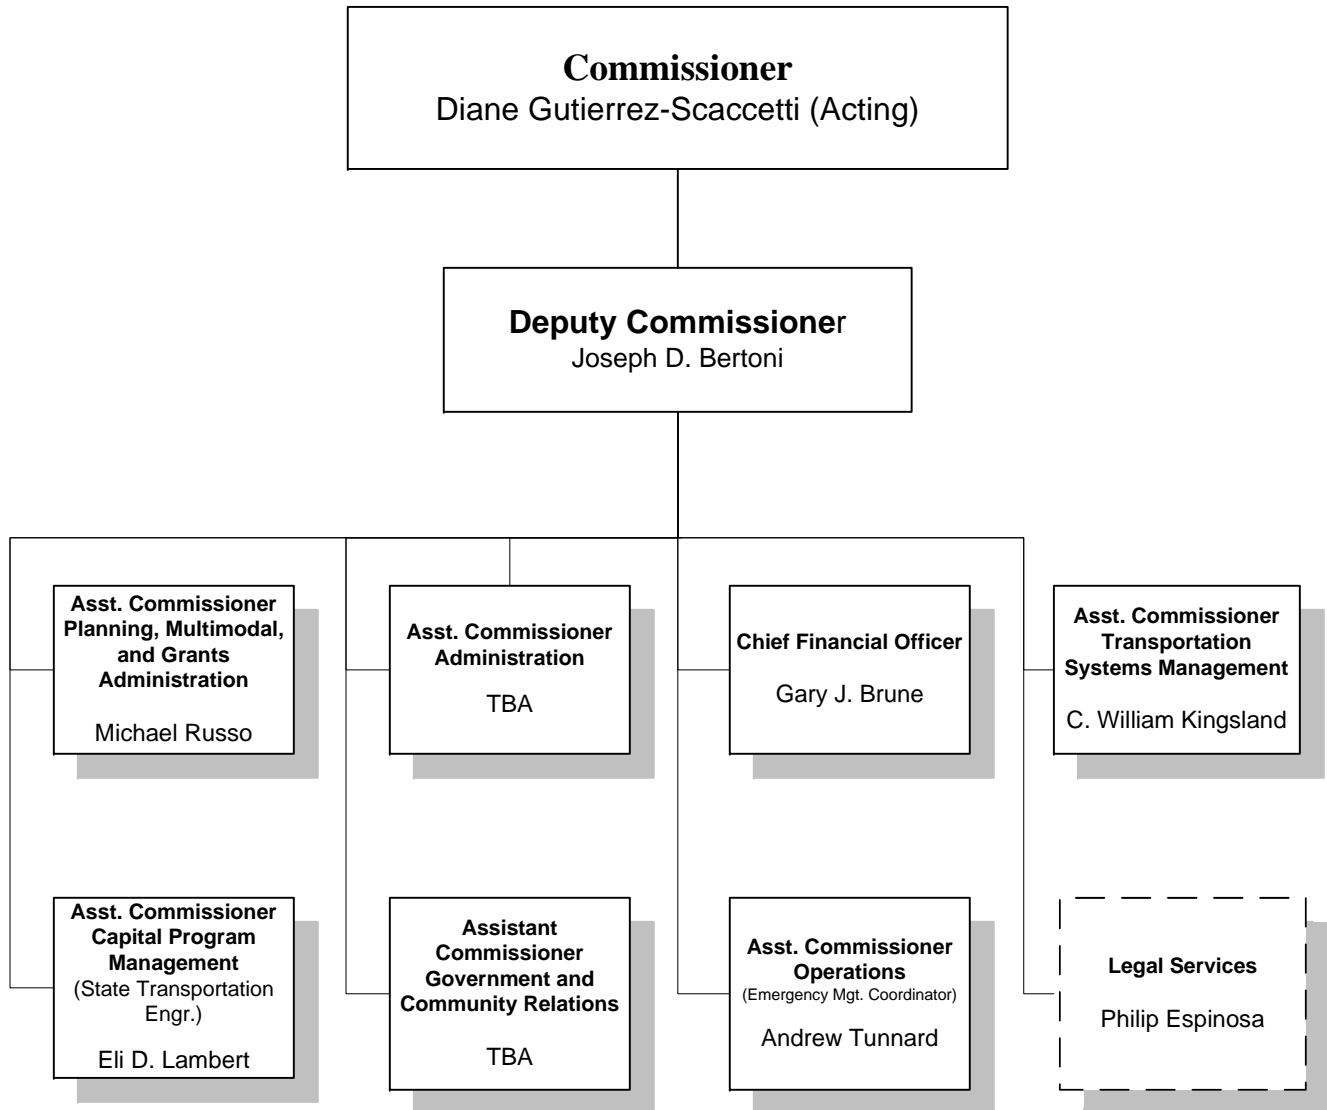 Commissioner
Diane Gutierrez-Scaccetti (Acting)
Deputy Commissioner
Joseph D. Bertoni
Asst. Commissioner
Planning, Multimodal,
and Grants
Administration
Michael Russo
Asst. Commissioner
Administration
TBA
Chief Financial Officer
Gary J. Brune
Asst. Commissioner
Transportation
Systems Management
C. William Kingsland
Asst. Commissioner
Capital Program
Management
(State Transportation
Engr.)
Eli D. Lambert
Assistant
Commissioner
Government and
Community Relations
TBA
Asst. Commissioner
Operations
(Emergency Mgt. Coordinator)
Andrew Tunnard
Legal Services
Philip Espinosa